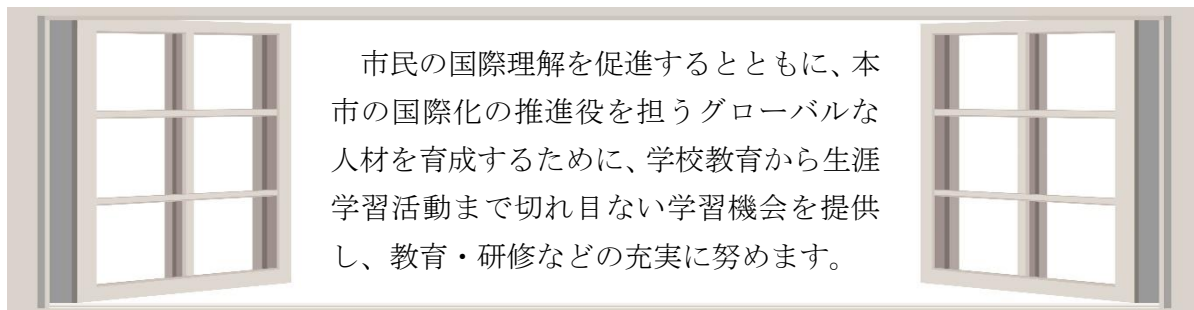 市民の国際理解を促進するとともに、本
市の国際化の推進役を担うグローバルな
人材を育成するために、学校教育から生涯
学習活動まで切れ目ない学習機会を提供
し、教育・研修などの充実に努めます。